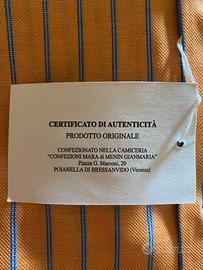 CERTIFICATO DI AUTENTICITÀ
PRODOTTO ORIGINALE
CONFEZIONATO NELLA CAMICERIA
"CONFEZIONI MARA di MENIN GIANMARIA"
Piazza G. Marconi, 20
POIANELLA DI BRESSANVIDO (Vicenza)